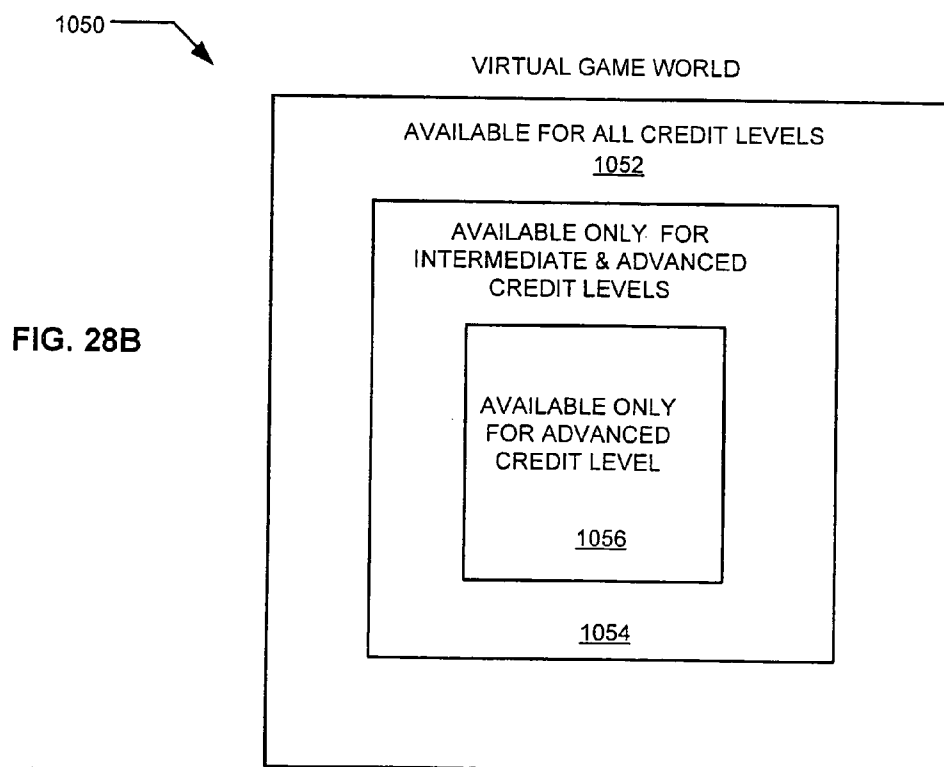 1050
VIRTUAL GAME WORLD
AVAILABLE FOR ALL CREDIT LEVELS
1052
AVAILABLE ONLY FOR
INTERMEDIATE & ADVANCED
CREDIT LEVELS
FIG. 28B
AVAILABLE ONLY
FOR ADVANCED
CREDIT LEVEL
1056
1054